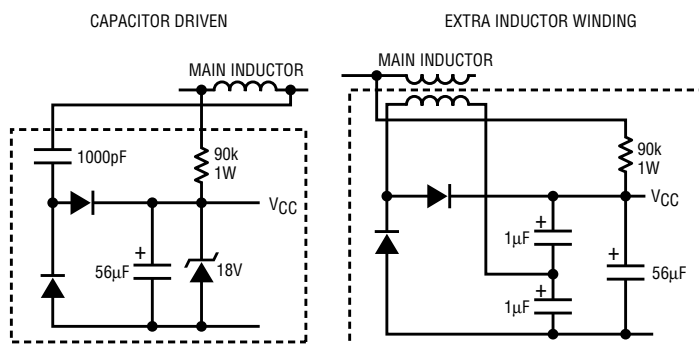 CAPACITOR DRIVEN
MAIN INDUCTOR
1000pF
90k
1W
VCC
+
56μF
18V
EXTRA INDUCTOR WINDING
MAIN INDUCTOR
90k
1W
VCC
+
1μF
+
56μF
+
1μF